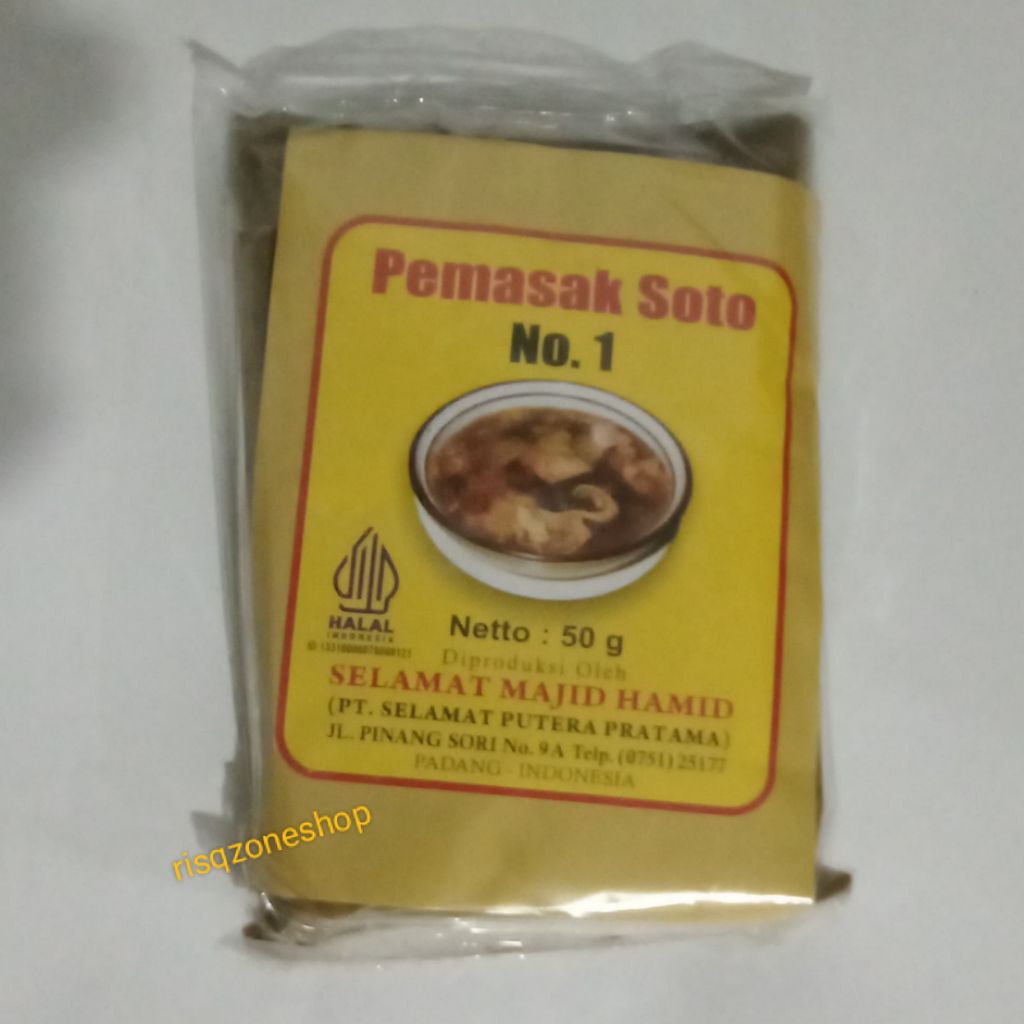 Pemasak Soto
No. 1
HALAL
INDONESIA
Netto : 50 g
Diproduksi Oleh
SELAMAT MAJID HAMID
(PT. SELAMAT PUTERA PRATAMA)
JL. PINANG SORI No. 9A Telp. (0751) 25177
PADANG - INDONESIA
risqzoneshop